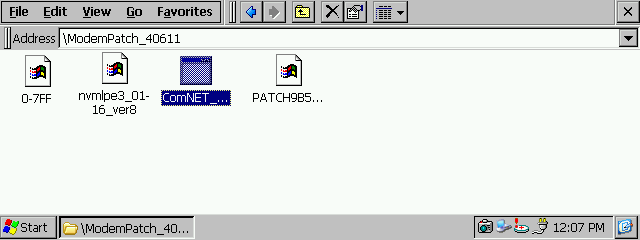 File Edit View Go Favorites
Address \ModemPatch_40611
0-7FF
nvmlpe3_01-
16_ver8
ComNET_...
PATCH9B5...
Start \ModemPatch_40... 12:07 PM